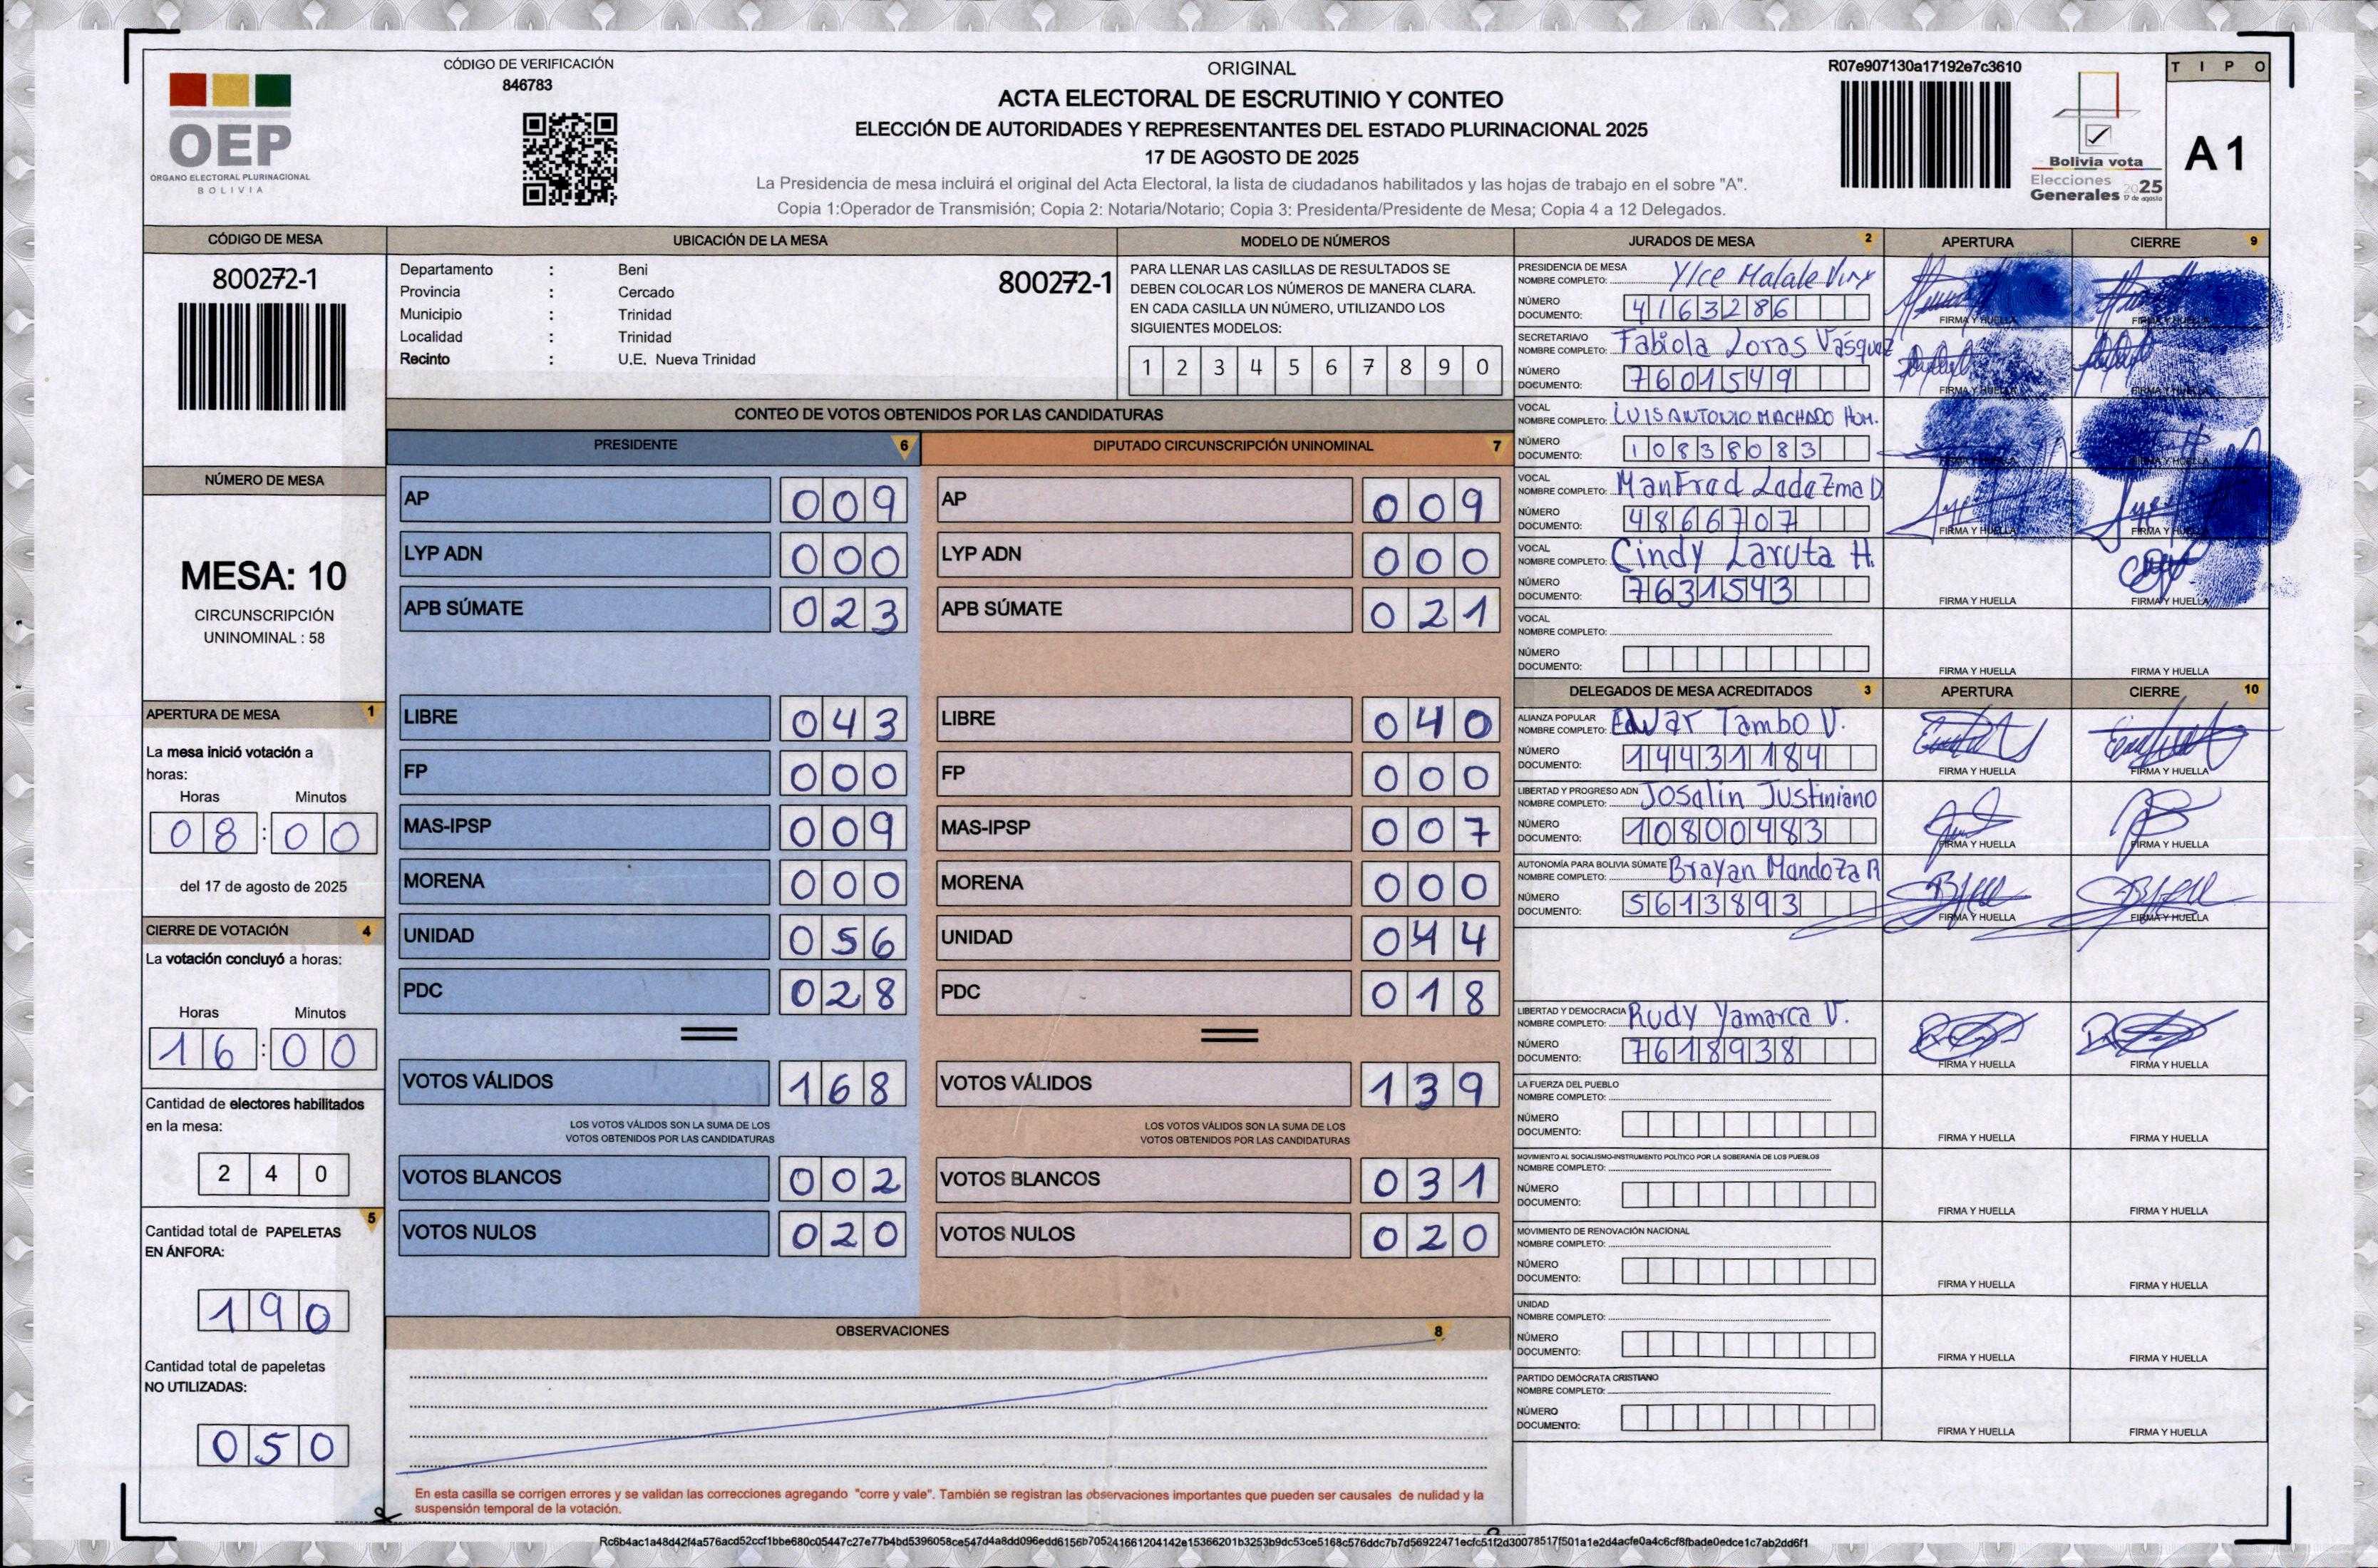 CÓDIGO DE VERIFICACIÓN
846783
OEP
ÓRGANO ELECTORAL PLURINACIONAL
BOLIVIA
ORIGINAL
ACTA ELECTORAL DE ESCRUTINIO Y CONTEO
ELECCIÓN DE AUTORIDADES Y REPRESENTANTES DEL ESTADO PLURINACIONAL 2025
17 DE AGOSTO DE 2025
La Presidencia de mesa incluirá el original del Acta Electoral, la lista de ciudadanos habilitados y las hojas de trabajo en el sobre "A".
Copia 1:Operador de Transmisión; Copia 2: Notaria/Notario; Copia 3: Presidenta/Presidente de Mesa; Copia 4 a 12 Delegados.
R07e907130a17192e7c3610
Bolivia vota
Elecciones
Generales 2025
17 de agosto
TIPO
A 1
CÓDIGO DE MESA
800272-1
NÚMERO DE MESA
MESA: 10
CIRCUNSCRIPCIÓN
UNINOMINAL : 58
APERTURA DE MESA 1
La mesa inició votación a
horas:
Horas Minutos
08:00
del 17 de agosto de 2025
CIERRE DE VOTACIÓN 4
La votación concluyó a horas:
Horas Minutos
16:00
Cantidad de electores habilitados
en la mesa:
240
5
Cantidad total de PAPELETAS
EN ÁNFORA:
190
Cantidad total de papeletas
NO UTILIZADAS:
050
UBICACIÓN DE LA MESA
Departamento : Beni
800272-1
Provincia : Cercado
Municipio : Trinidad
Localidad : Trinidad
Recinto : U.E. Nueva Trinidad
MODELO DE NÚMEROS
PARA LLENAR LAS CASILLAS DE RESULTADOS SE
DEBEN COLOCAR LOS NÚMEROS DE MANERA CLARA.
EN CADA CASILLA UN NÚMERO, UTILIZANDO LOS
SIGUIENTES MODELOS:
1 2 3 4 5 6 7 8 9 0
CONTEO DE VOTOS OBTENIDOS POR LAS CANDIDATURAS
PRESIDENTE 6
AP 009
LYP ADN 000
APB SÚMATE 023
LIBRE 043
FP 000
MAS-IPSP 009
MORENA 000
UNIDAD 056
PDC 028
VOTOS VÁLIDOS 168
LOS VOTOS VÁLIDOS SON LA SUMA DE LOS
VOTOS OBTENIDOS POR LAS CANDIDATURAS
VOTOS BLANCOS 002
VOTOS NULOS 020
DIPUTADO CIRCUNSCRIPCIÓN UNINOMINAL 7
AP 009
LYP ADN 000
APB SÚMATE 021
LIBRE 040
FP 000
MAS-IPSP 007
MORENA 000
UNIDAD 044
PDC 018
VOTOS VÁLIDOS 139
LOS VOTOS VÁLIDOS SON LA SUMA DE LOS
VOTOS OBTENIDOS POR LAS CANDIDATURAS
VOTOS BLANCOS 031
VOTOS NULOS 020
OBSERVACIONES 8
En esta casilla se corrigen errores y se validan las correcciones agregando "corre y vale". También se registran las observaciones importantes que pueden ser causales de nulidad y la
suspensión temporal de la votación.
JURADOS DE MESA 2 APERTURA CIERRE 9
PRESIDENCIA DE MESA
NOMBRE COMPLETO: Malale
NÚMERO
DOCUMENTO: 4163286
FIRMA Y HUELLA FIRMA Y HUELLA
SECRETARIA/O
NOMBRE COMPLETO: Fabiola Loras Vásquez
NÚMERO
DOCUMENTO: 7601549
FIRMA Y HUELLA FIRMA Y HUELLA
VOCAL
NOMBRE COMPLETO: LUIS ANTONIO MACHADO HOM.
NÚMERO
DOCUMENTO: 10838083
VOCAL
NOMBRE COMPLETO: ManFred LadeZma D
NÚMERO
DOCUMENTO: 4866707
FIRMA Y HUELLA FIRMA Y HUELLA
VOCAL
NOMBRE COMPLETO: Cindy Laruta H.
NÚMERO
DOCUMENTO: 7631543
FIRMA Y HUELLA FIRMA Y HUELLA
VOCAL
NOMBRE COMPLETO:
NÚMERO
DOCUMENTO:
FIRMA Y HUELLA FIRMA Y HUELLA
DELEGADOS DE MESA ACREDITADOS 3 APERTURA CIERRE 10
ALIANZA POPULAR
NOMBRE COMPLETO: Edwar Tambo V.
NÚMERO
DOCUMENTO: 14431184
FIRMA Y HUELLA FIRMA Y HUELLA
LIBERTAD Y PROGRESO ADN
NOMBRE COMPLETO: Josalin Justiniano
NÚMERO
DOCUMENTO: 10800483
FIRMA Y HUELLA FIRMA Y HUELLA
AUTONOMÍA PARA BOLIVIA SÚMATE
NOMBRE COMPLETO: Brayan Mendoza R
NÚMERO
DOCUMENTO: 5613893
FIRMA Y HUELLA FIRMA Y HUELLA
LIBERTAD Y DEMOCRACIA
NOMBRE COMPLETO: Rudy Yamarca V.
NÚMERO
DOCUMENTO: 7618938
FIRMA Y HUELLA FIRMA Y HUELLA
LA FUERZA DEL PUEBLO
NOMBRE COMPLETO:
NÚMERO
DOCUMENTO:
FIRMA Y HUELLA FIRMA Y HUELLA
MOVIMIENTO AL SOCIALISMO-INSTRUMENTO POLÍTICO POR LA SOBERANÍA DE LOS PUEBLOS
NOMBRE COMPLETO:
NÚMERO
DOCUMENTO:
FIRMA Y HUELLA FIRMA Y HUELLA
MOVIMIENTO DE RENOVACIÓN NACIONAL
NOMBRE COMPLETO:
NÚMERO
DOCUMENTO:
FIRMA Y HUELLA FIRMA Y HUELLA
UNIDAD
NOMBRE COMPLETO:
NÚMERO
DOCUMENTO:
FIRMA Y HUELLA FIRMA Y HUELLA
PARTIDO DEMÓCRATA CRISTIANO
NOMBRE COMPLETO:
NÚMERO
DOCUMENTO:
FIRMA Y HUELLA FIRMA Y HUELLA